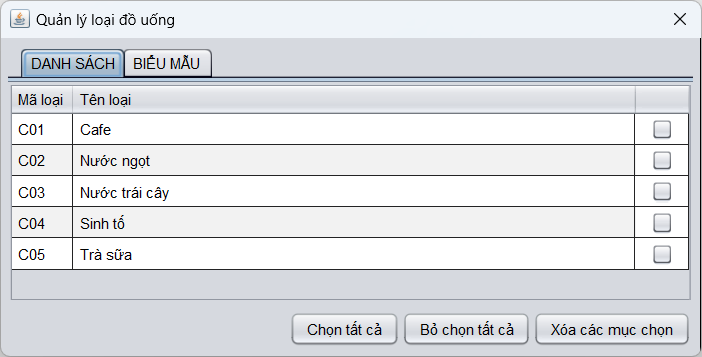 Quản lý loại đồ uống
DANH SÁCH BIỂU MẪU
Mã loại Tên loại
C01 Cafe
C02 Nước ngọt
C03 Nước trái cây
C04 Sinh tố
C05 Trà sữa
Chọn tất cả Bỏ chọn tất cả Xóa các mục chọn